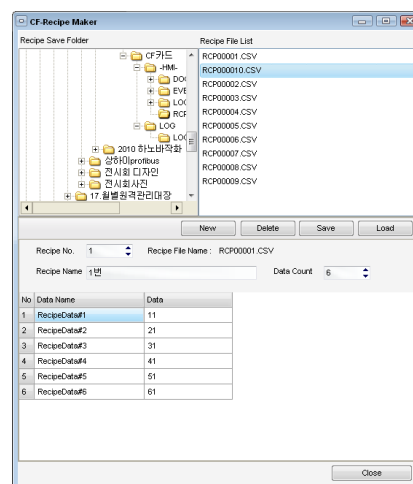 CF-Recipe Maker
Recipe Save Folder
Recipe File List
CF카드
-HMI-
LOG
2010 하노바작화
상하이profibus
전시회 디자인
전시회사진
17.월별원격관리대장
RCP00001.CSV
RCP000010.CSV
RCP00002.CSV
RCP00003.CSV
RCP00004.CSV
RCP00005.CSV
RCP00006.CSV
RCP00007.CSV
RCP00008.CSV
RCP00009.CSV
New Delete Save Load
Recipe No. 1 Recipe File Name : RCP00001.CSV
Recipe Name 1번 Data Count 6
No Data Name Data
1 RecipeData#1 11
2 RecipeData#2 21
3 RecipeData#3 31
4 RecipeData#4 41
5 RecipeData#5 51
6 RecipeData#6 61
Close